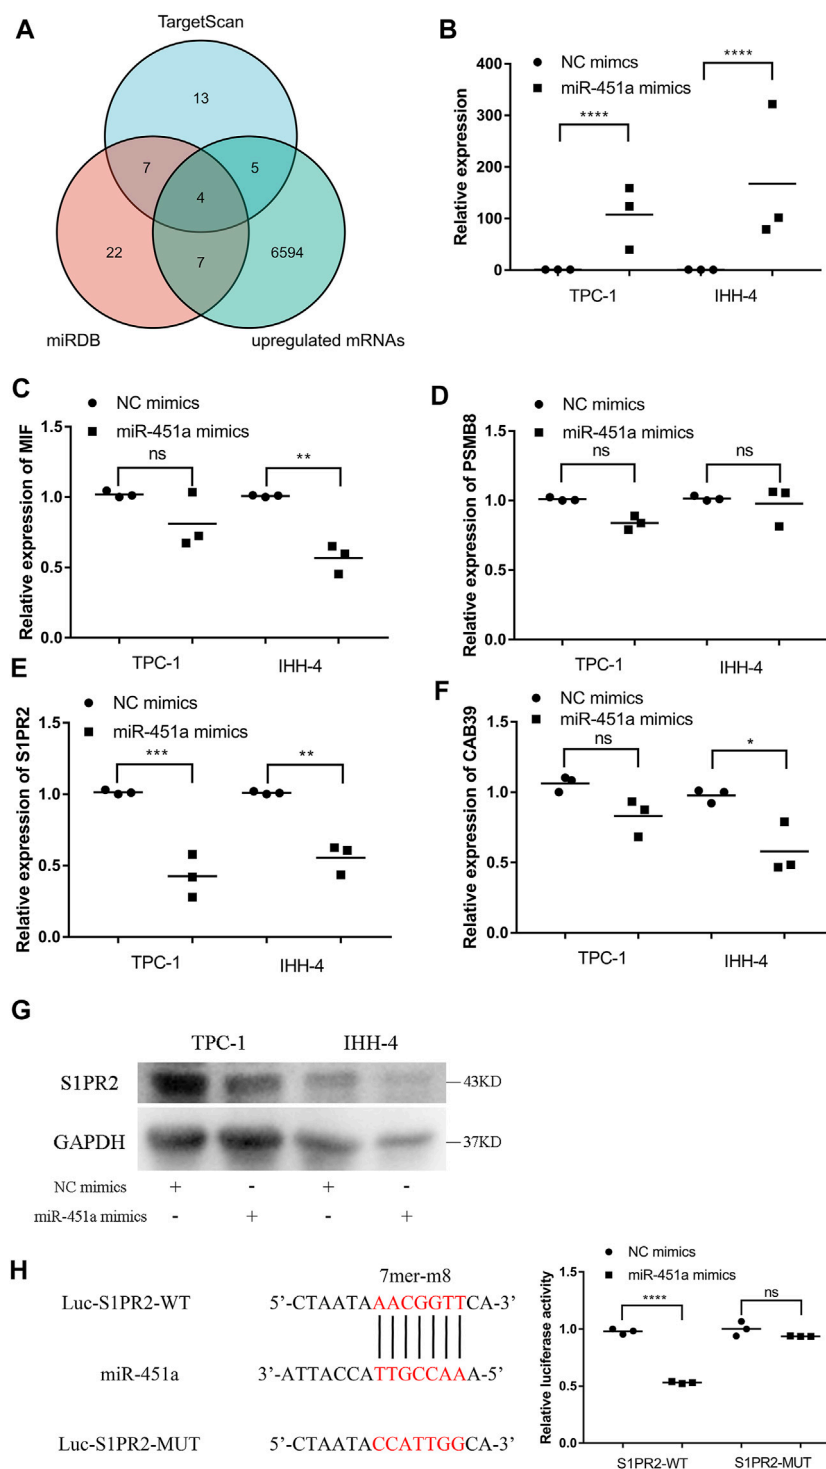 A
TargetScan
13
7
5
4
22
7
6594
miRDB
upregulated mRNAs
B
NC mimcs
miR-451a mimics
Relative expression
400
300
200
100
0
****
****
TPC-1
IHH-4
C
NC mimics
miR-451a mimics
Relative expression of MIF
1.5
1.0
0.5
0.0
ns
**
TPC-1
IHH-4
D
NC mimics
miR-451a mimics
Relative expression of PSMB8
1.5
1.0
0.5
0.0
ns
ns
TPC-1
IHH-4
E
NC mimics
miR-451a mimics
Relative expression of S1PR2
1.5
1.0
0.5
0.0
***
**
TPC-1
IHH-4
F
NC mimics
miR-451a mimics
Relative expression of CAB39
1.5
1.0
0.5
0.0
ns
*
TPC-1
IHH-4
G
TPC-1 IHH-4
S1PR2 43KD
GAPDH 37KD
NC mimics + - + -
miR-451a mimics - + - +
H
7mer-m8
Luc-S1PR2-WT 5’-CTAATAAACGGTTCA-3’
miR-451a 3’-ATTACCATTGCCAAA-5’
Luc-S1PR2-MUT 5’-CTAATACCATTGGCA-3’
NC mimics
miR-451a mimics
Relative luciferase activity
1.5
1.0
0.5
0.0
****
ns
S1PR2-WT
S1PR2-MUT